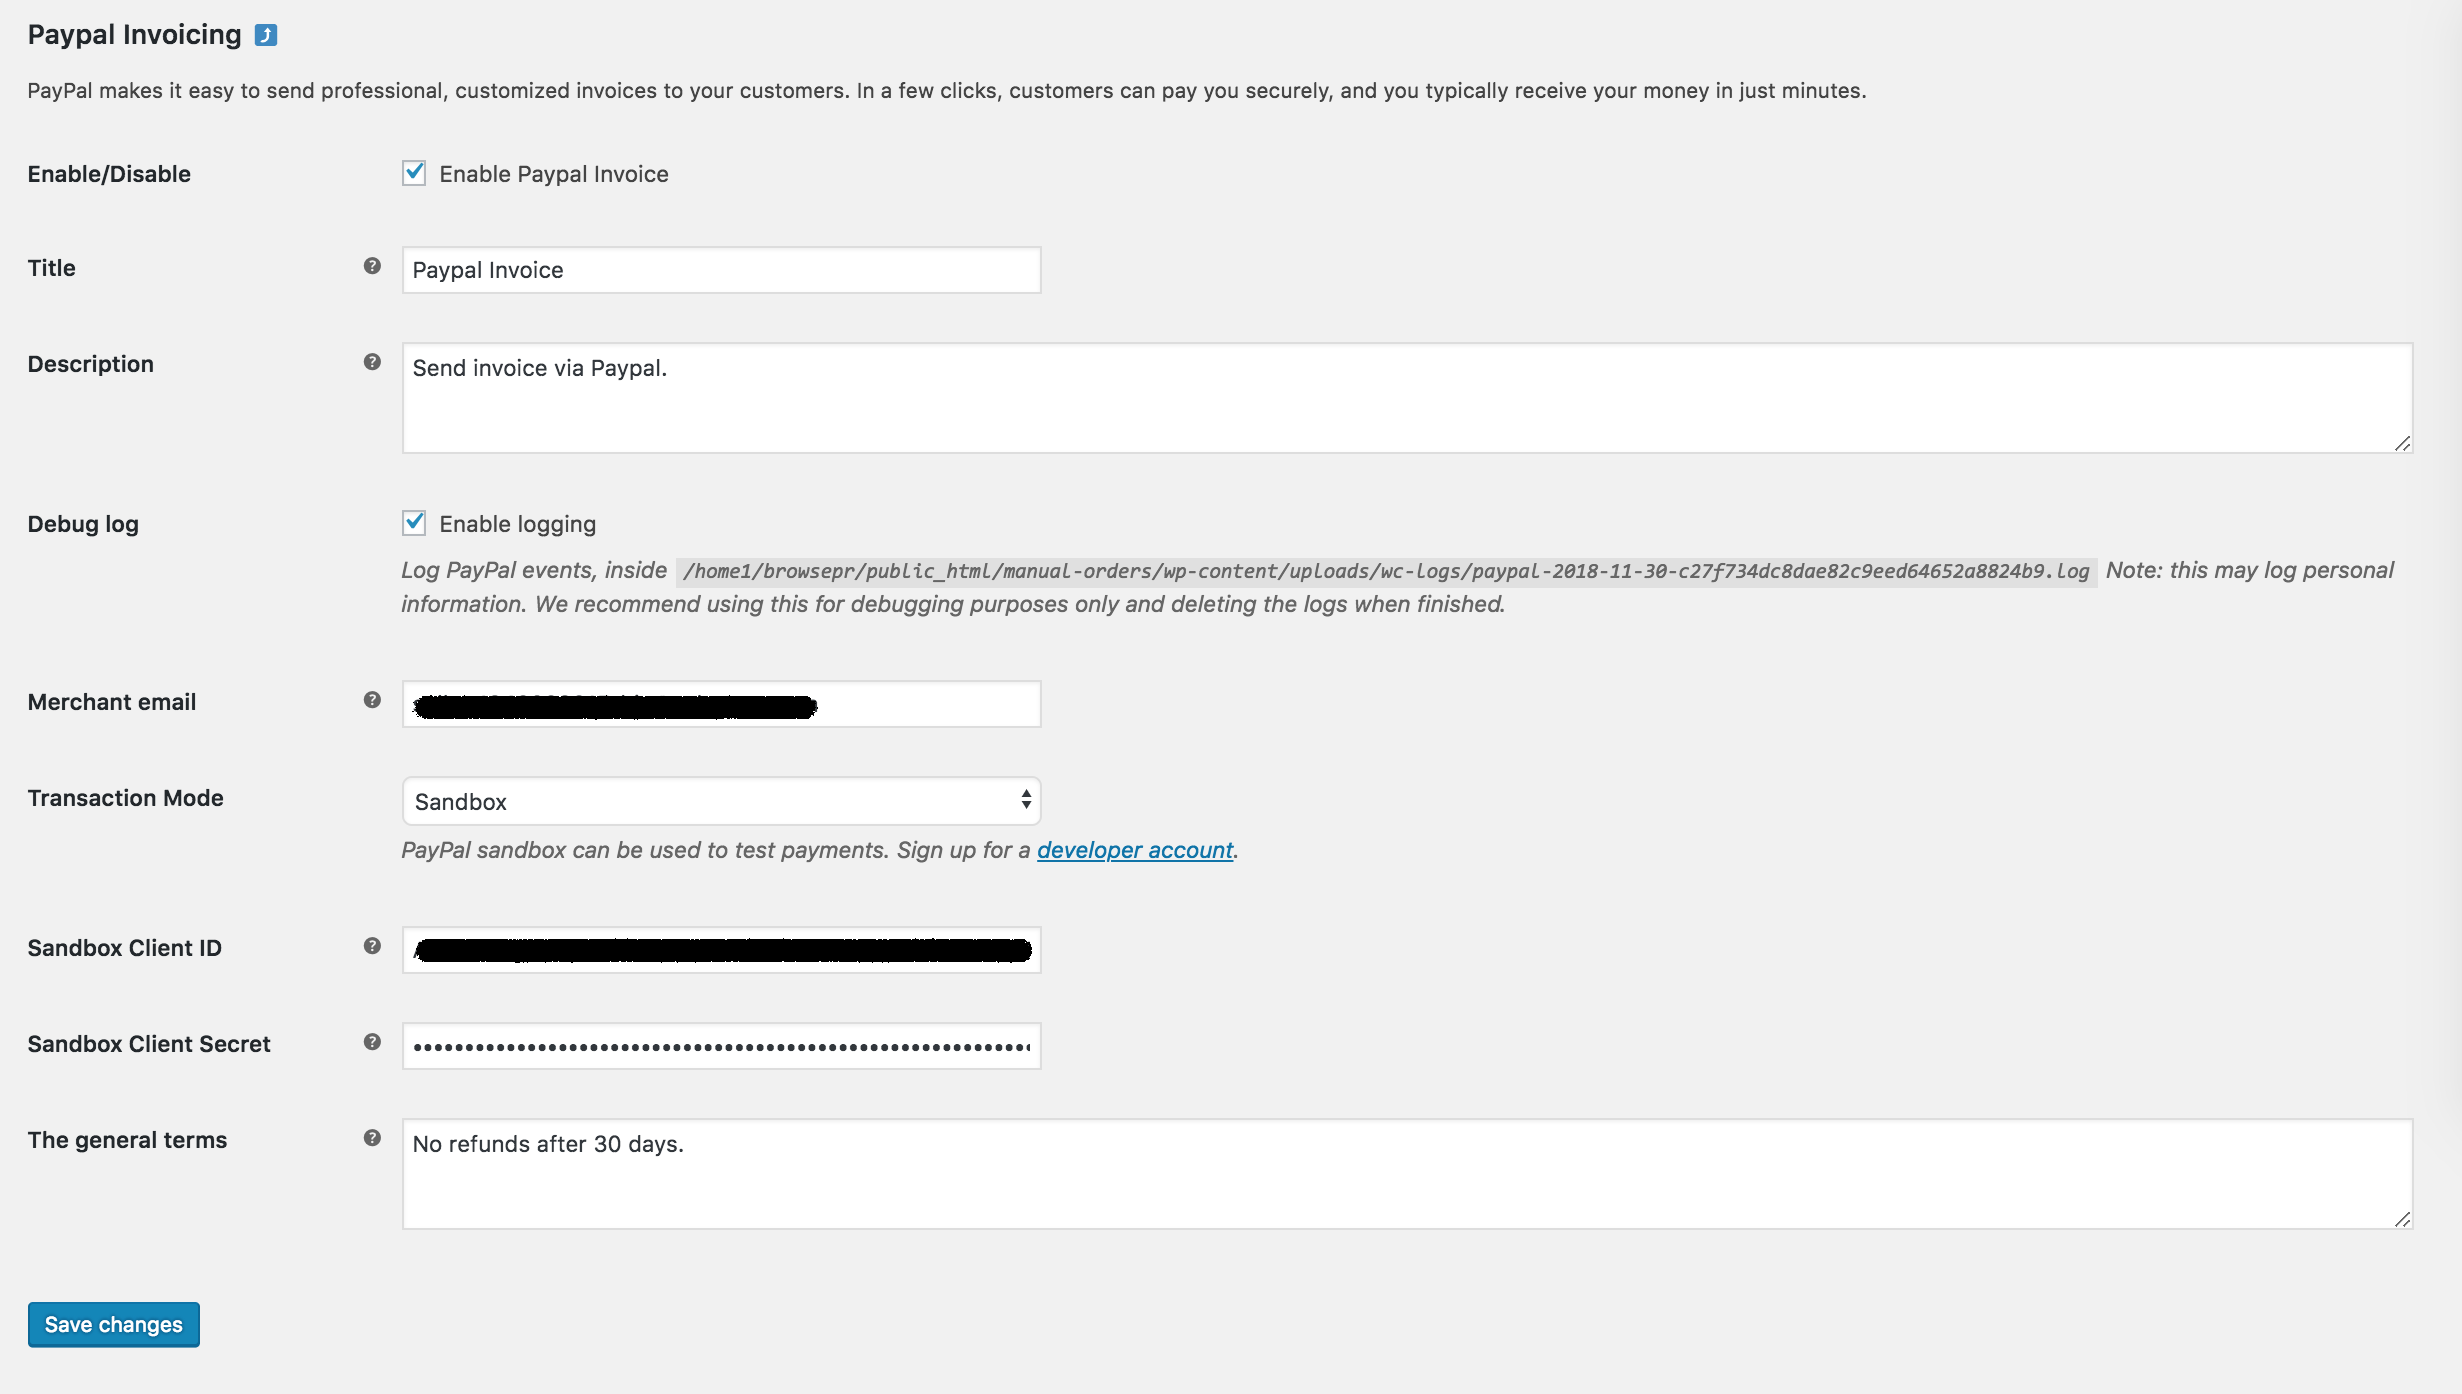 Paypal Invoicing
PayPal makes it easy to send professional, customized invoices to your customers. In a few clicks, customers can pay you securely, and you typically receive your money in just minutes.
Enable/Disable Enable Paypal Invoice
Title Paypal Invoice
Description Send invoice via Paypal.
Debug log Enable logging
Log PayPal events, inside /home1/browsepr/public_html/manual-orders/wp-content/uploads/wc-logs/paypal-2018-11-30-c27f734dc8dae82c9eed64652a8824b9.log Note: this may log personal
information. We recommend using this for debugging purposes only and deleting the logs when finished.
Merchant email
Transaction Mode Sandbox
PayPal sandbox can be used to test payments. Sign up for a developer account.
Sandbox Client ID
Sandbox Client Secret
The general terms No refunds after 30 days.
Save changes